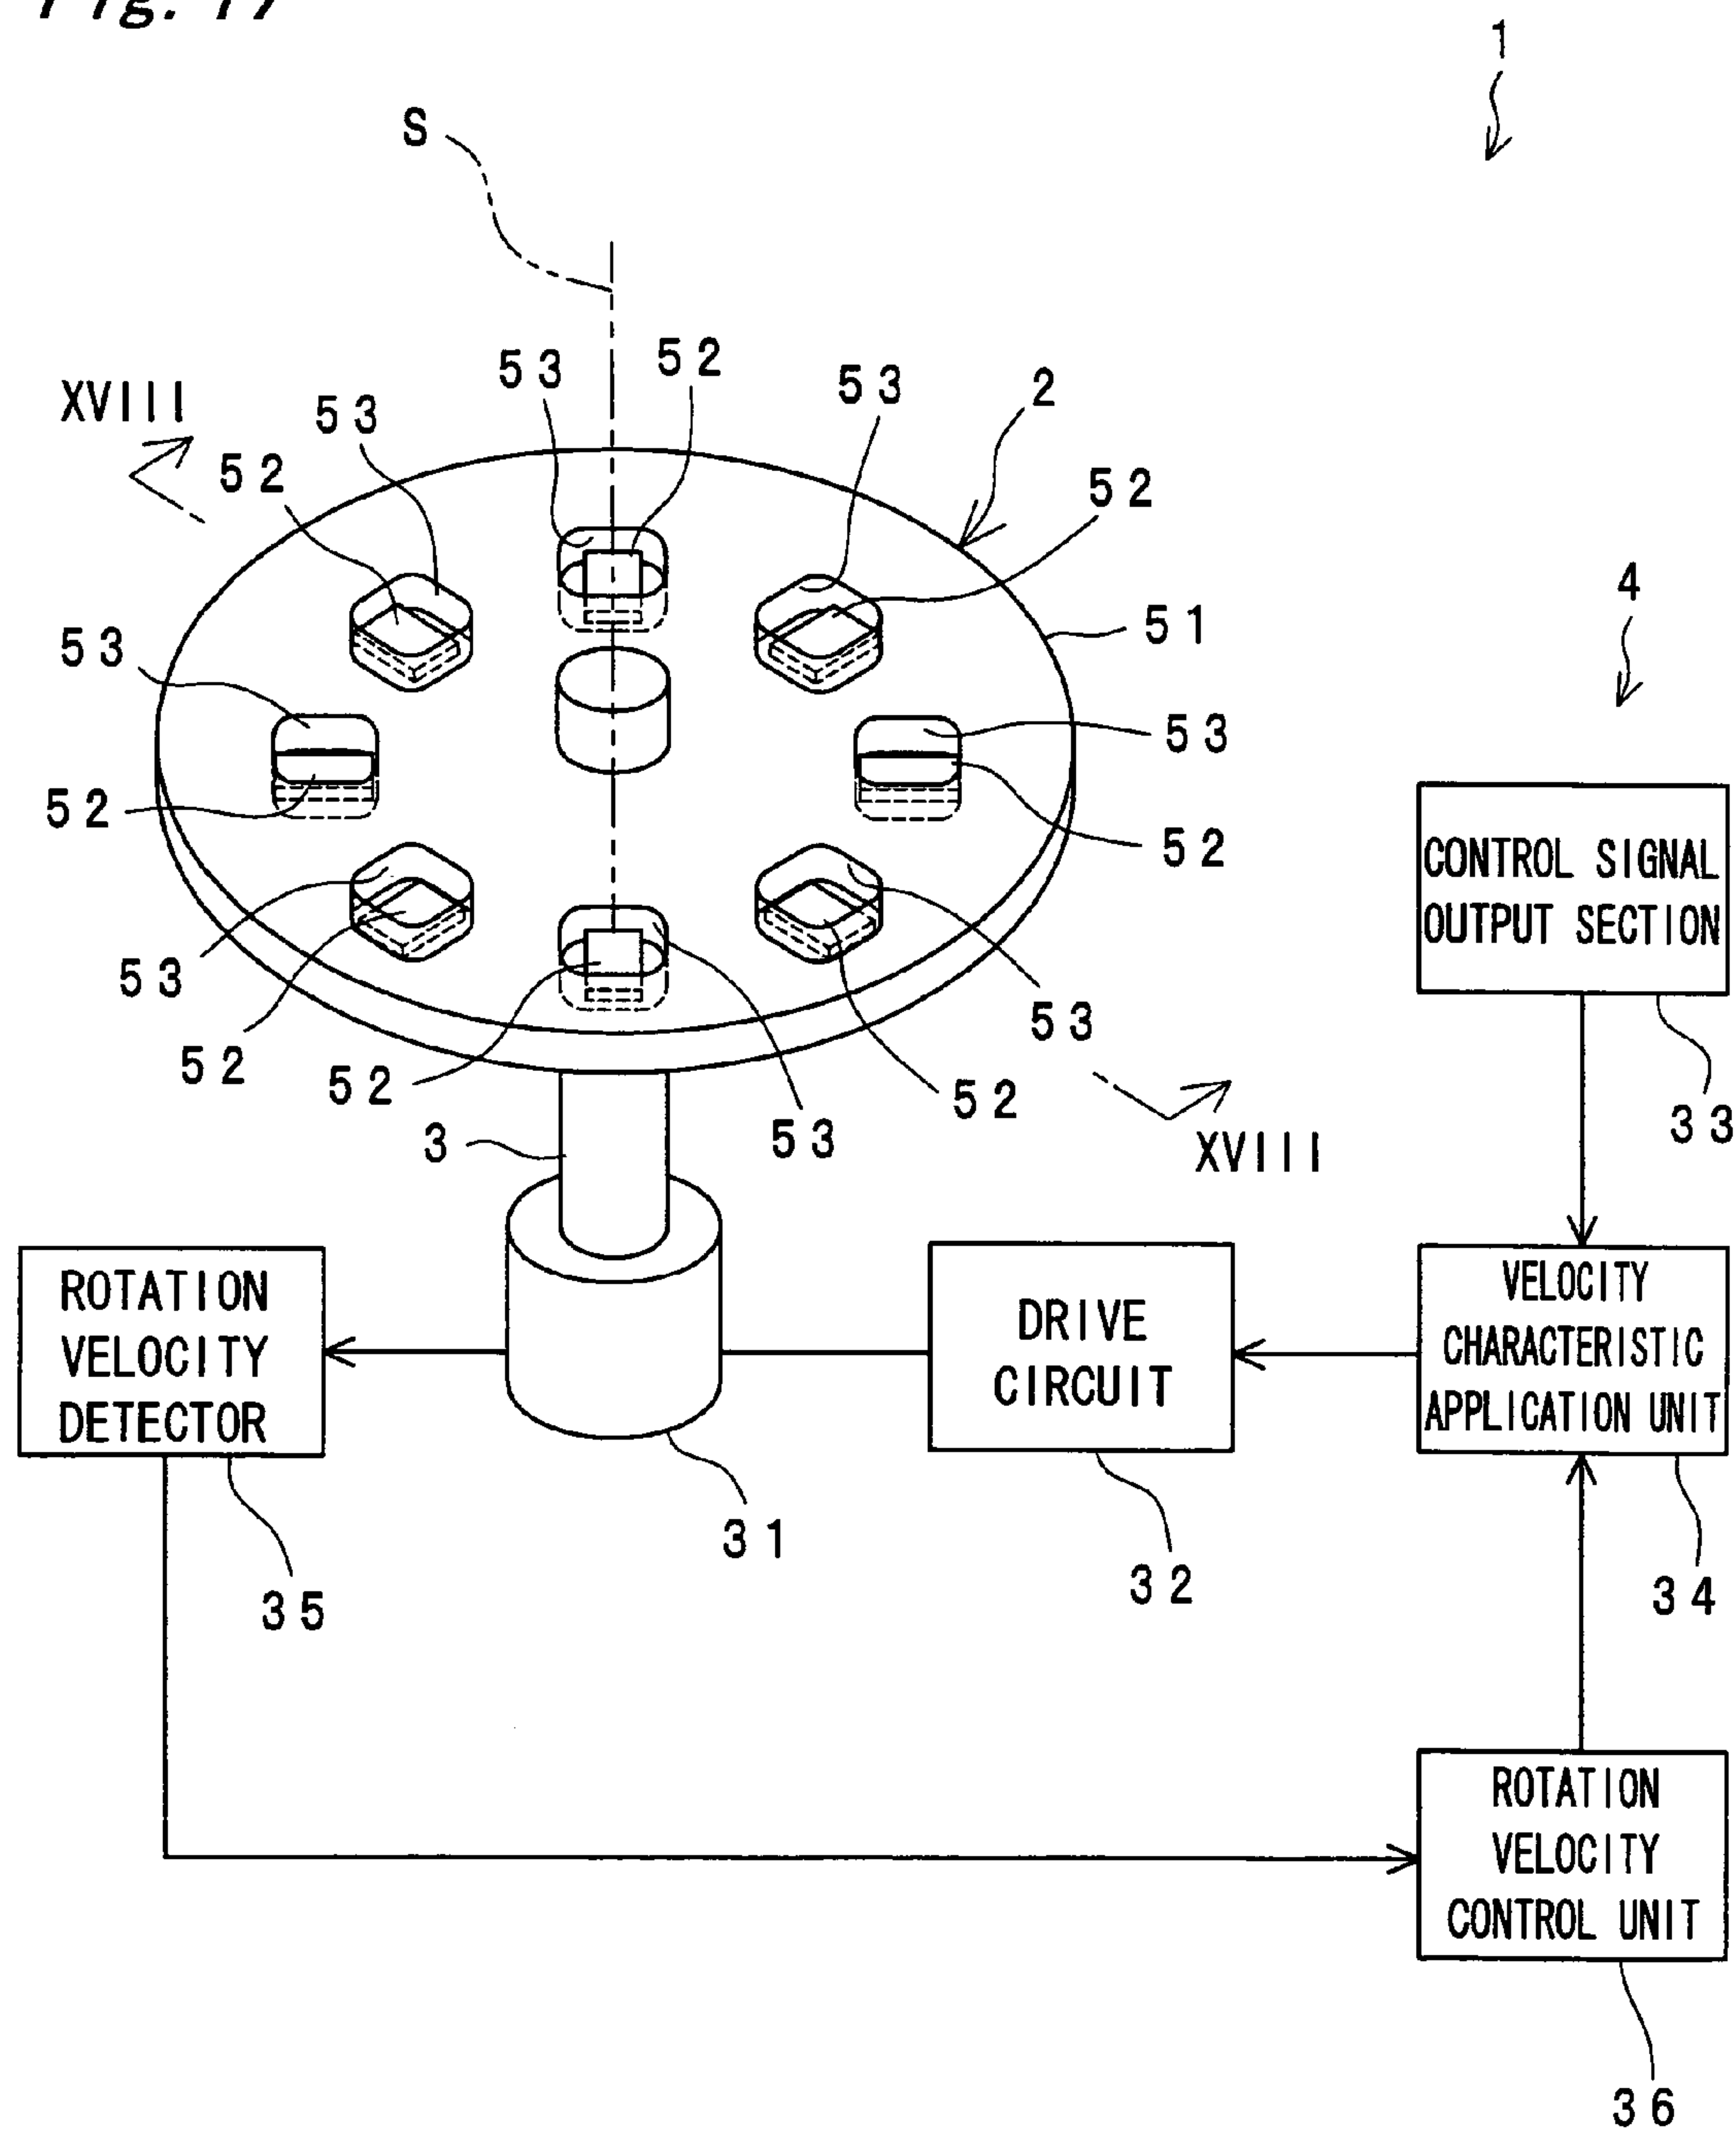 Fig. 17
1
S
53
52
53
2
XVIII
53
52
52
4
51
53
53
52
52
CONTROL SIGNAL
OUTPUT SECTION
53
53
52
52
52
53
33
3
XVIII
ROTATION
VELOCITY
DETECTOR
DRIVE
CIRCUIT
VELOCITY
CHARACTERISTIC
APPLICATION UNIT
31
32
34
35
ROTATION
VELOCITY
CONTROL UNIT
36